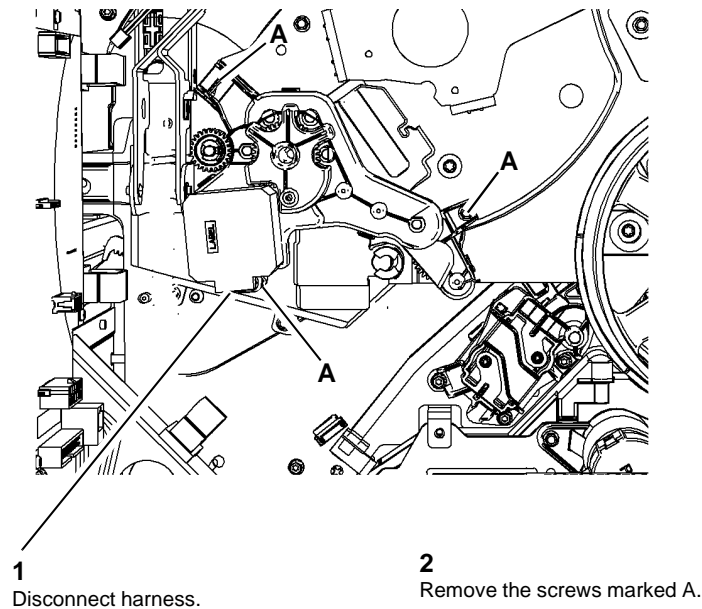 A
A
LABEL
A
1
Disconnect harness.
2
Remove the screws marked A.